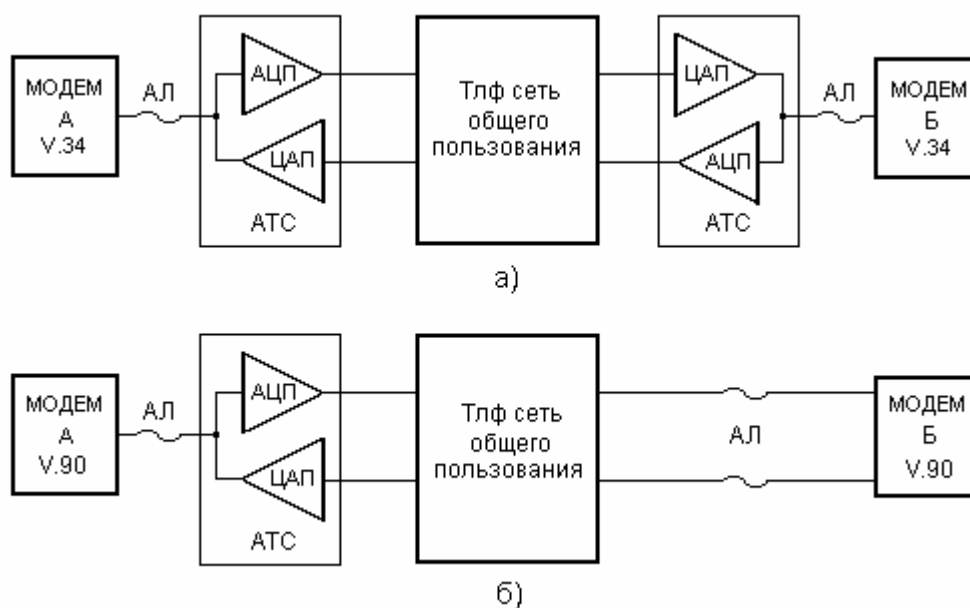 МОДЕМ
А
V.34
АЛ
АЦП
ЦАП
АТС
Тлф сеть
общего
пользования
ЦАП
АЦП
АТС
АЛ
МОДЕМ
Б
V.34
а)
МОДЕМ
А
V.90
АЛ
АЦП
ЦАП
АТС
Тлф сеть
общего
пользования
АЛ
МОДЕМ
Б
V.90
б)